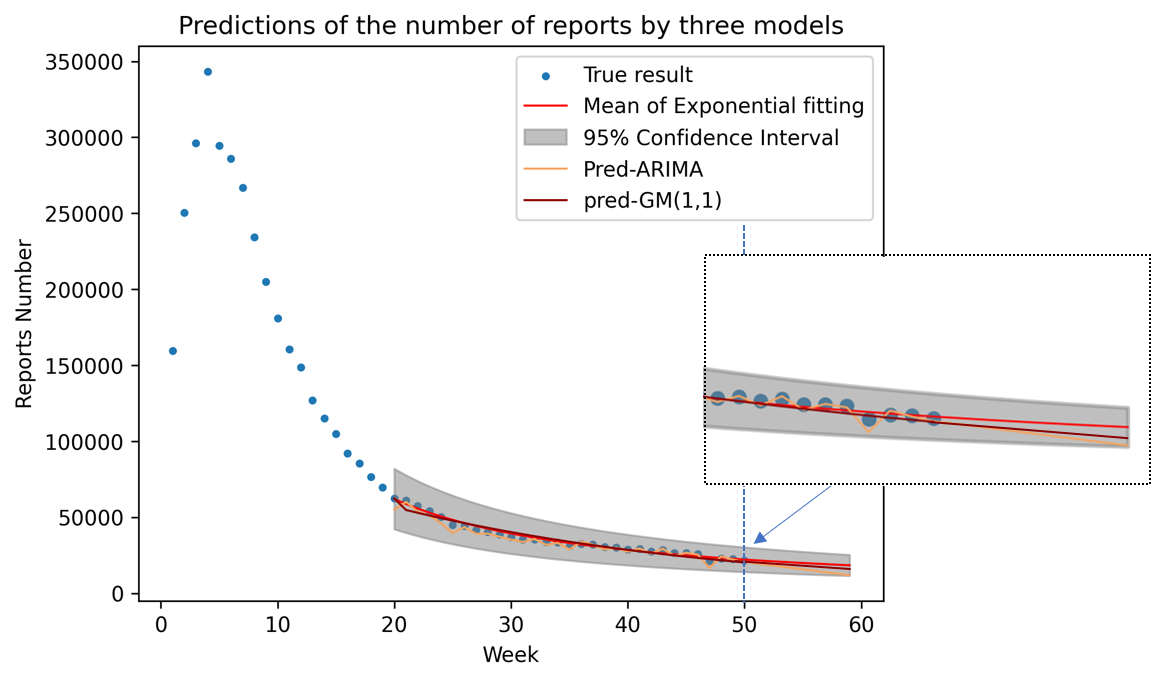 Predictions of the number of reports by three models
350000
300000
250000
200000
150000
100000
50000
0
Reports Number
True result
Mean of Exponential fitting
95% Confidence Interval
Pred-ARIMA
pred-GM(1,1)
0 10 20 30 40 50 60
Week